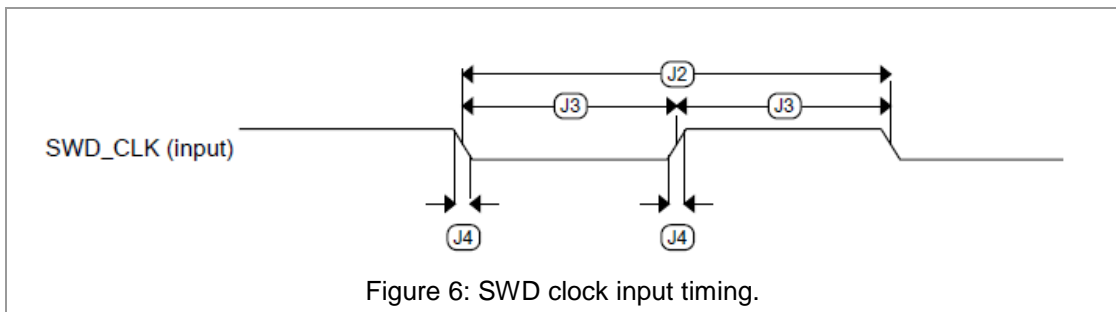 J2
J3 J3
SWD_CLK (input)
J4 J4
Figure 6: SWD clock input timing.